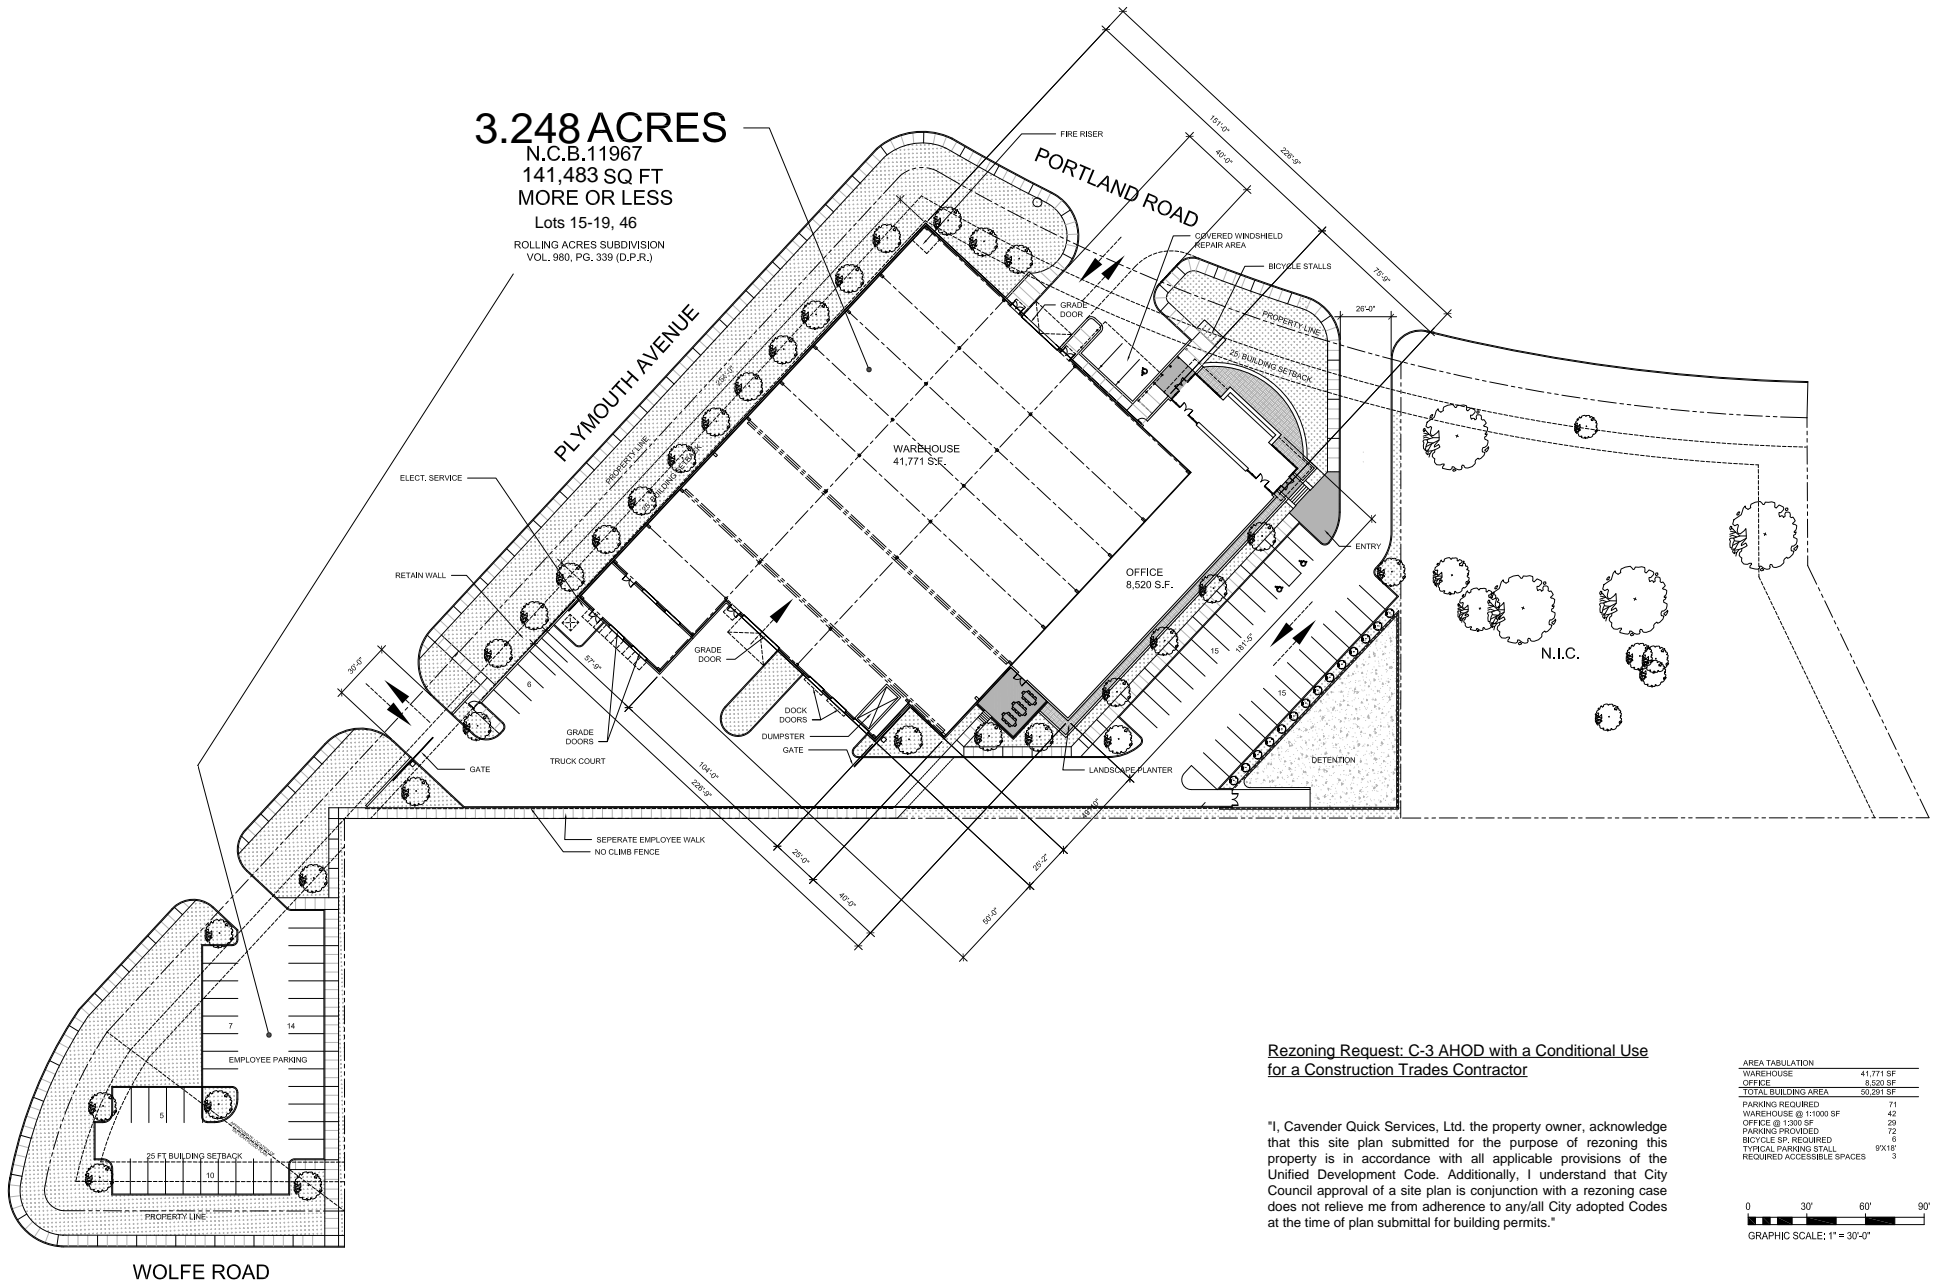 3.248 ACRES
N.C.B.11967
141,483 SQ FT
MORE OR LESS
Lots 15-19, 46
ROLLING ACRES SUBDIVISION
VOL. 980, PG. 339 (D.P.R.)
FIRE RISER
PORTLAND ROAD
151'-0"
226'-9"
40'-0"
75'-9"
COVERED WINDSHIELD
REPAIR AREA
BICYCLE STALLS
GRADE
DOOR
26'-0"
PROPERTY LINE
25' BUILDING SETBACK
PLYMOUTH AVENUE
PROPERTY LINE
25' BUILDING SETBACK
WAREHOUSE
41,771 S.F.
ELECT. SERVICE
RETAIN WALL
OFFICE
8,520 S.F.
ENTRY
30'-0"
57'-9"
6
GRADE
DOOR
15
181'-5"
15
N.I.C.
GRADE
DOORS
DOCK
DOORS
DUMPSTER
GATE
TRUCK COURT
GATE
LANDSCAPE PLANTER
DETENTION
104'-0"
226'-9"
SEPERATE EMPLOYEE WALK
NO CLIMB FENCE
25'-0"
40'-0"
25'-2"
50'-0"
7
14
EMPLOYEE PARKING
5
25 FT BUILDING SETBACK
10
PROPERTY LINE
WOLFE ROAD
Rezoning Request: C-3 AHOD with a Conditional Use
for a Construction Trades Contractor
"I, Cavender Quick Services, Ltd. the property owner, acknowledge
that this site plan submitted for the purpose of rezoning this
property is in accordance with all applicable provisions of the
Unified Development Code. Additionally, I understand that City
Council approval of a site plan is conjunction with a rezoning case
does not relieve me from adherence to any/all City adopted Codes
at the time of plan submittal for building permits."
AREA TABULATION
WAREHOUSE 41,771 SF
OFFICE 8,520 SF
TOTAL BUILDING AREA 50,291 SF
PARKING REQUIRED 71
WAREHOUSE @ 1:1000 SF 42
OFFICE @ 1:300 SF 29
PARKING PROVIDED 72
BICYCLE SP. REQUIRED 6
TYPICAL PARKING STALL 9'X18'
REQUIRED ACCESSIBLE SPACES 3
0 30' 60' 90'
GRAPHIC SCALE: 1" = 30'-0"